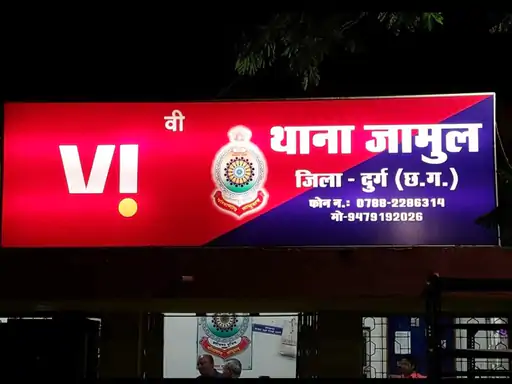 वी
VI
थाना जामुल
जिला - दुर्ग (छ.ग.)
फोन न.: 0788-2286314
मो-9479192026